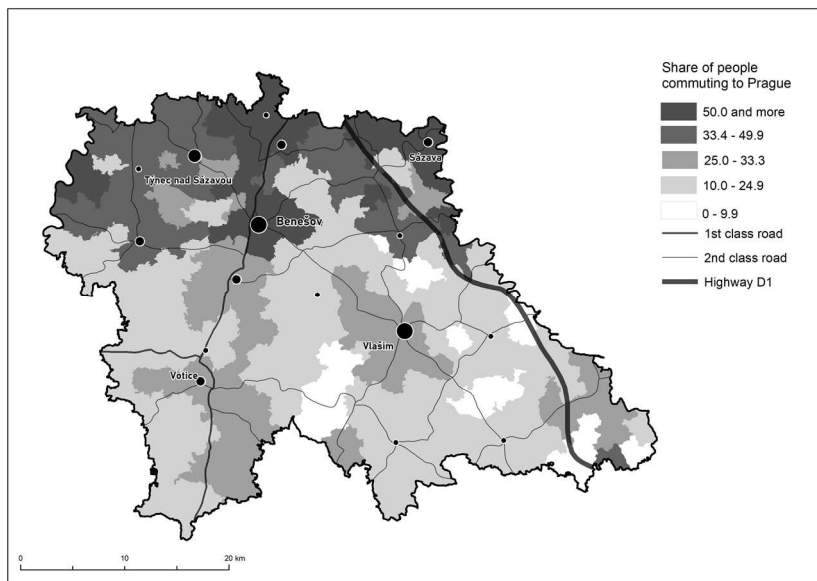 Share of people
commuting to Prague
50.0 and more
33.4 - 49.9
25.0 - 33.3
10.0 - 24.9
0 - 9.9
1st class road
2nd class road
Highway D1
Sázava
Týnec nad Sázavou
Benešov
Vlašim
Votice
0 10 20 km